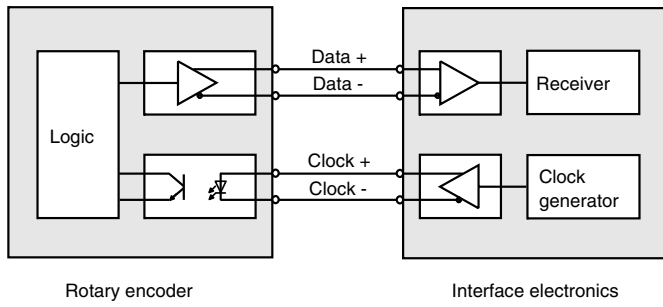 Data +
Data -
Receiver
Logic
Clock +
Clock -
Clock
generator
Rotary encoder
Interface electronics